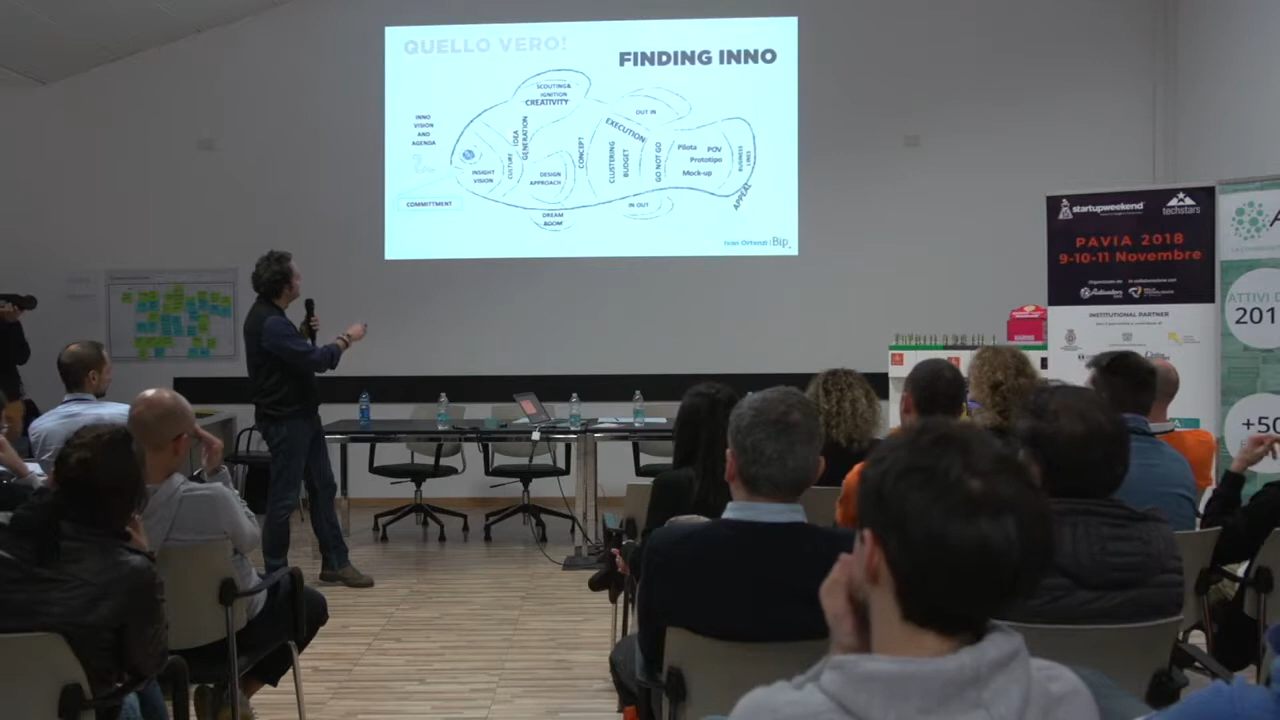 QUELLO VERO!
FINDING INNO
SCOUTING &
IGNITION
CREATIVITY
OUT IN
INNO
VISION
AND
AGENDA
IDEA
GENERATION
CULTURE
INSIGHT
VISION
DESIGN
APPROACH
CONCEPT
EXECUTION
CLUSTERING
BUDGET
GO NOT GO
Pilota POV
Prototipo
Mock-up
BUSINESS
LINES
APPEAL
COMMITTMENT
DREAM
ROOM
IN OUT
Ivan Ortenzi | Bip.
startupweekend
techstars
PAVIA 2018
9-10-11 Novembre
INSTITUTIONAL PARTNER
ATTIVI D
201
+50